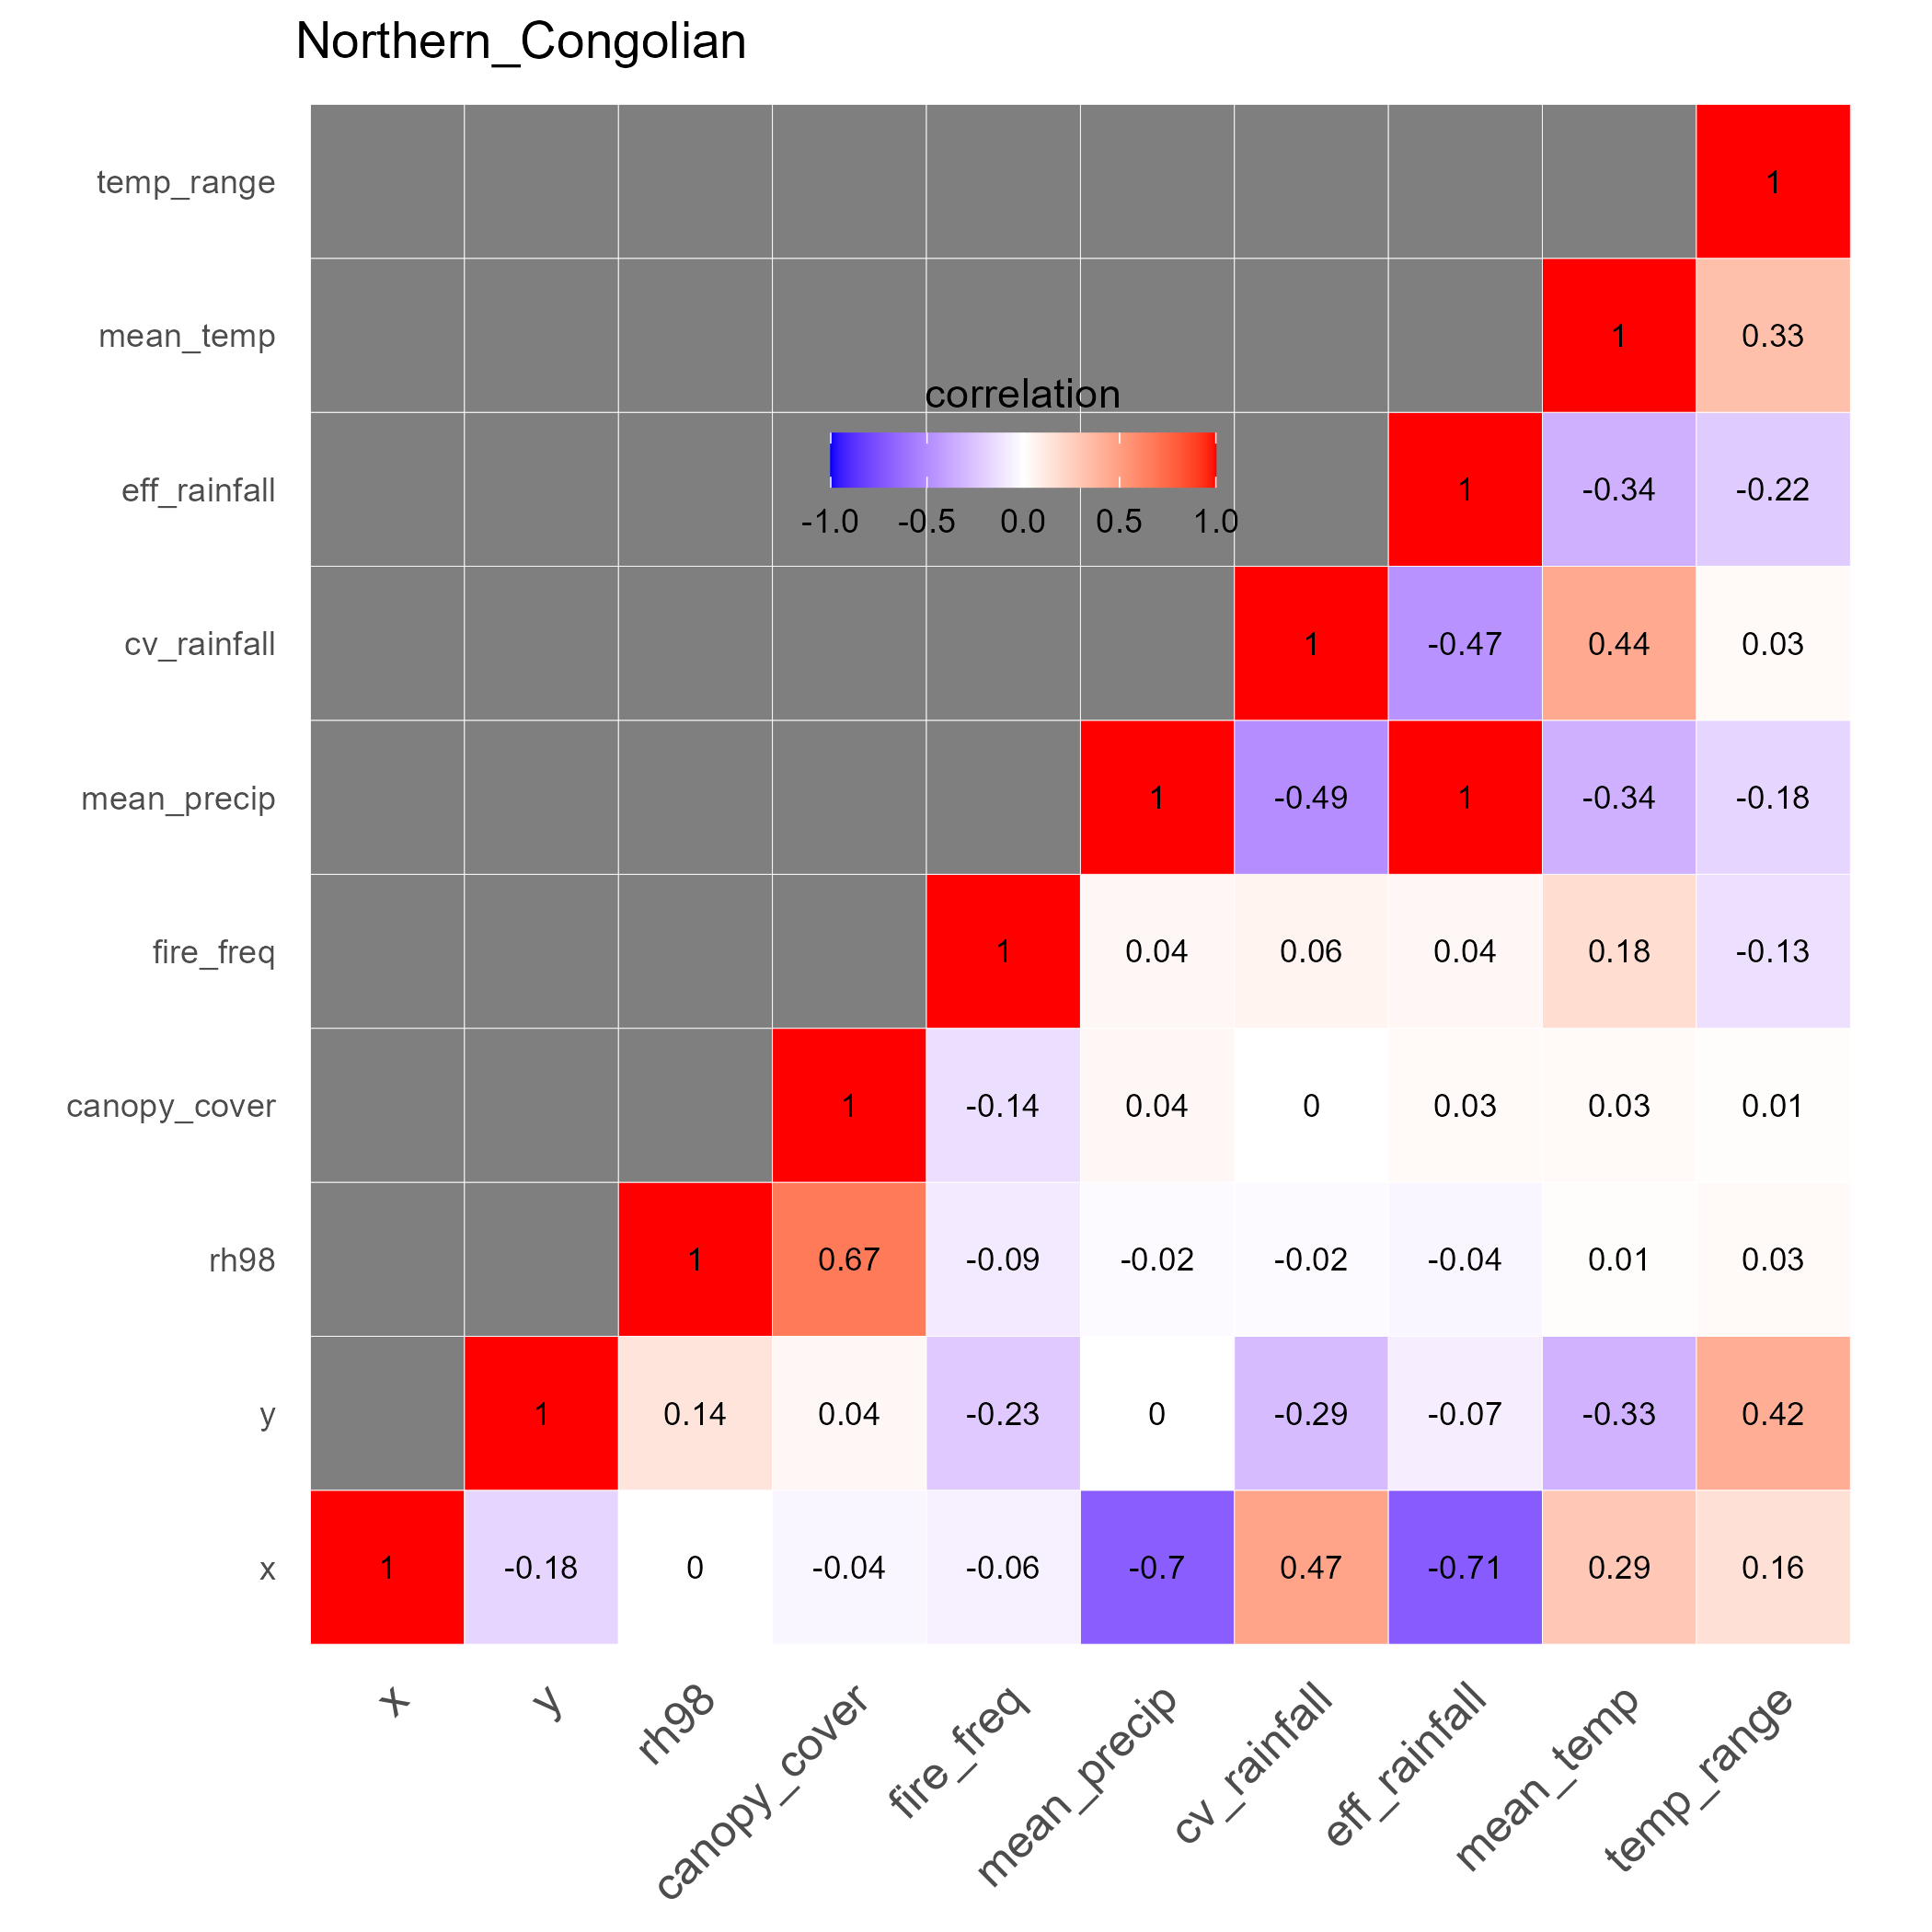 Northern_Congolian
temp_range 1
mean_temp 1 0.33
correlation
-1.0 -0.5 0.0 0.5 1.0
eff_rainfall 1 -0.34 -0.22
cv_rainfall 1 -0.47 0.44 0.03
mean_precip 1 -0.49 1 -0.34 -0.18
fire_freq 1 0.04 0.06 0.04 0.18 -0.13
canopy_cover 1 -0.14 0.04 0 0.03 0.03 0.01
rh98 1 0.67 -0.09 -0.02 -0.02 -0.04 0.01 0.03
y 1 0.14 0.04 -0.23 0 -0.29 -0.07 -0.33 0.42
x 1 -0.18 0 -0.04 -0.06 -0.7 0.47 -0.71 0.29 0.16
x y rh98 canopy_cover fire_freq mean_precip cv_rainfall eff_rainfall mean_temp temp_range